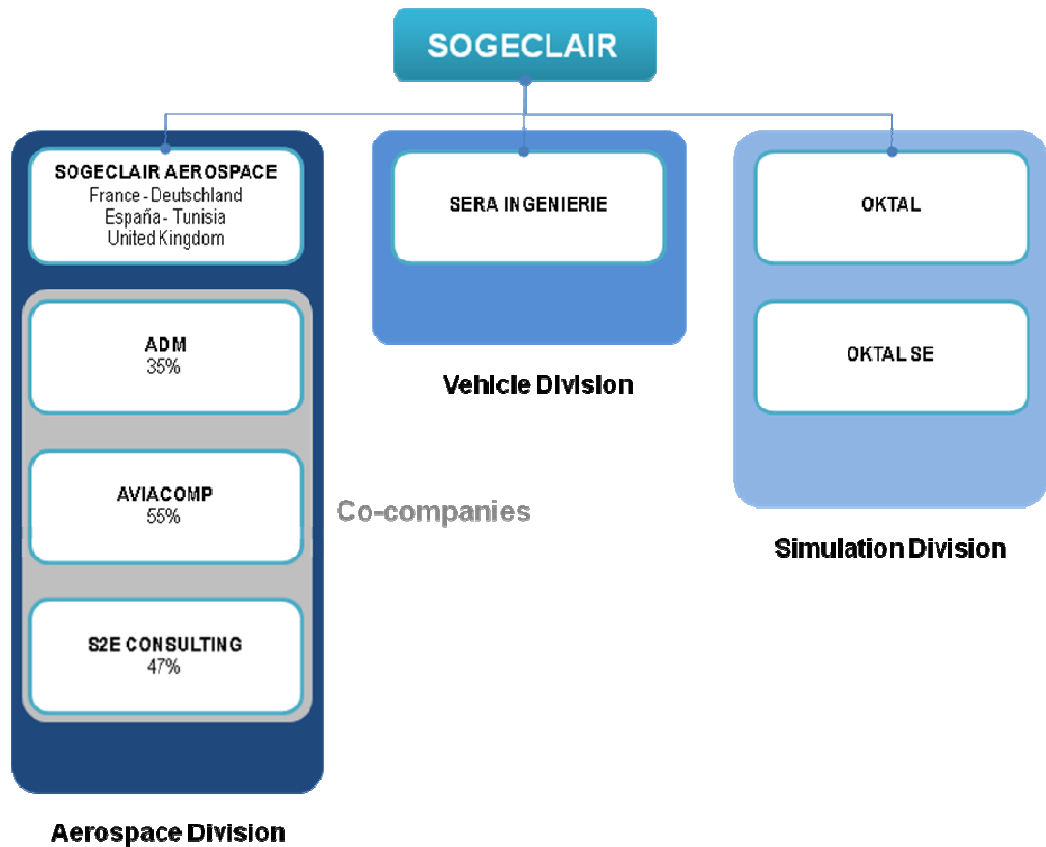 SOGECLAIR
SOGECLAIR AEROSPACE
France - Deutschland
España - Tunisia
United Kingdom
ADM
35%
AVIACOMP
55%
S2E CONSULTING
47%
Co-companies
Aerospace Division
SERA INGENIERIE
Vehicle Division
OKTAL
OKTAL SE
Simulation Division